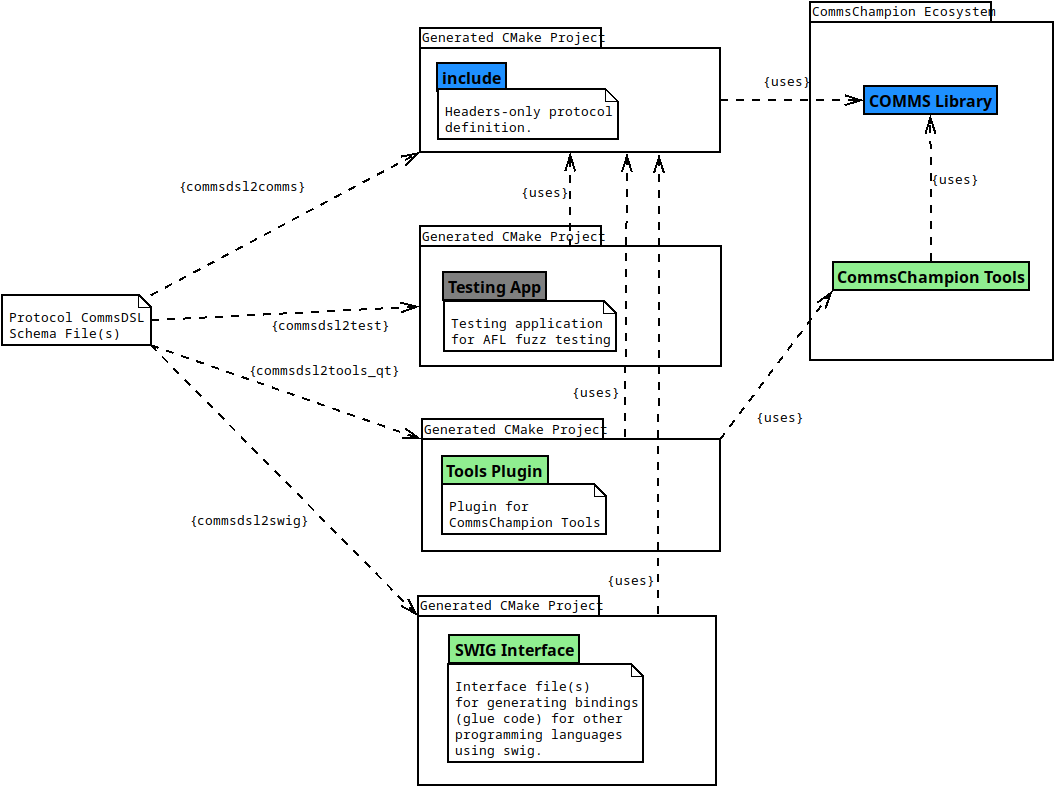 CommsChampion Ecosystem
Generated CMake Project
include
Headers-only protocol
definition.
{uses}
COMMS Library
{uses}
{commsdsl2comms}
{uses}
Generated CMake Project
Testing App
Testing application
for AFL fuzz testing
CommsChampion Tools
Protocol CommsDSL
Schema File(s)
{commsdsl2test}
{commsdsl2tools_qt}
{uses}
{uses}
Generated CMake Project
Tools Plugin
Plugin for
CommsChampion Tools
{commsdsl2swig}
{uses}
Generated CMake Project
SWIG Interface
Interface file(s)
for generating bindings
(glue code) for other
programming languages
using swig.